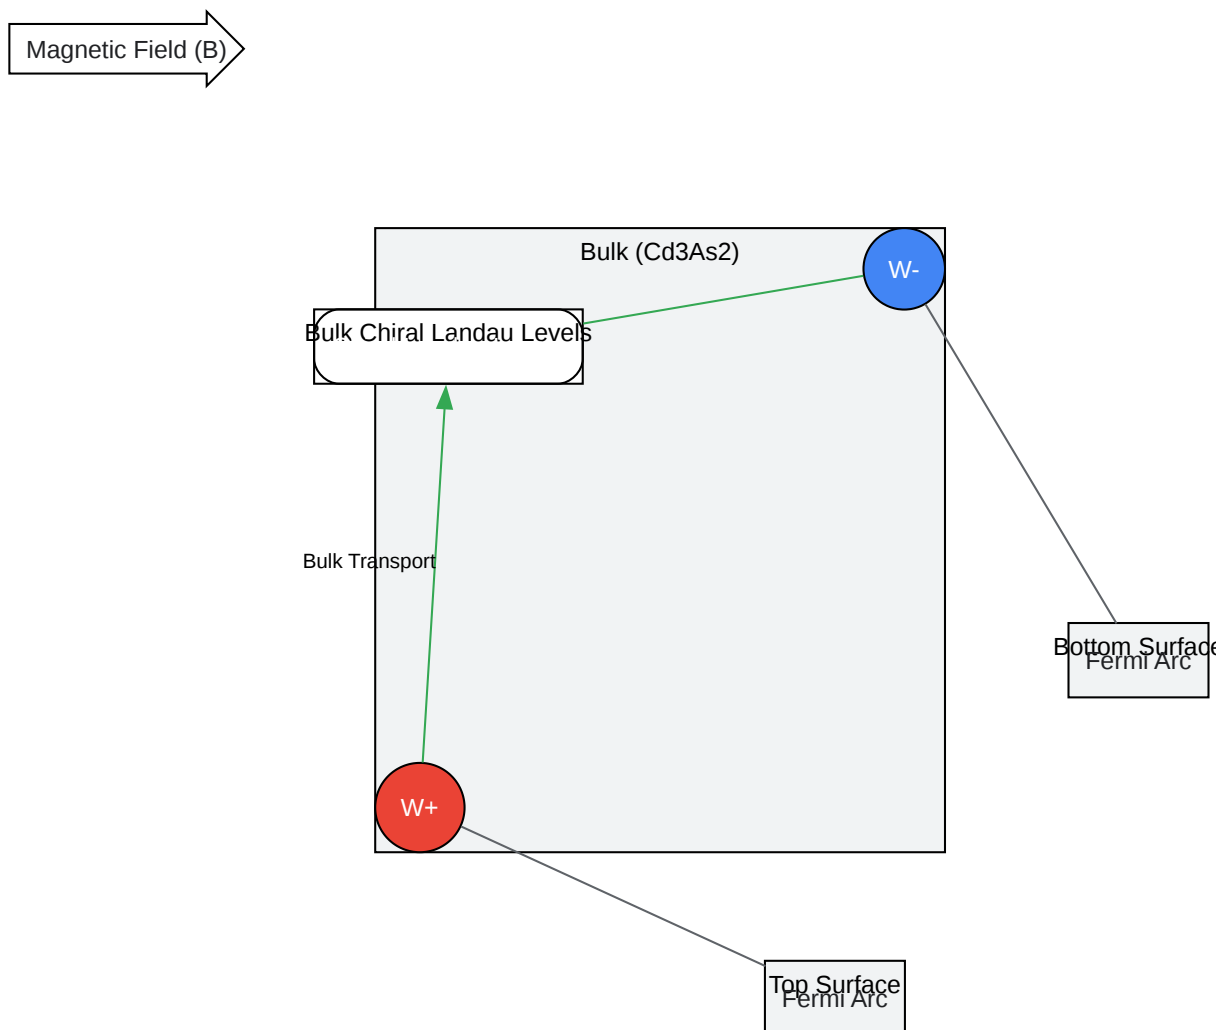 Magnetic Field (B)
Bulk (Cd3As2)
W-
Bulk Chiral Landau Levels
Bulk Transport
Bottom Surface
Fermi Arc
W+
Top Surface
Fermi Arc